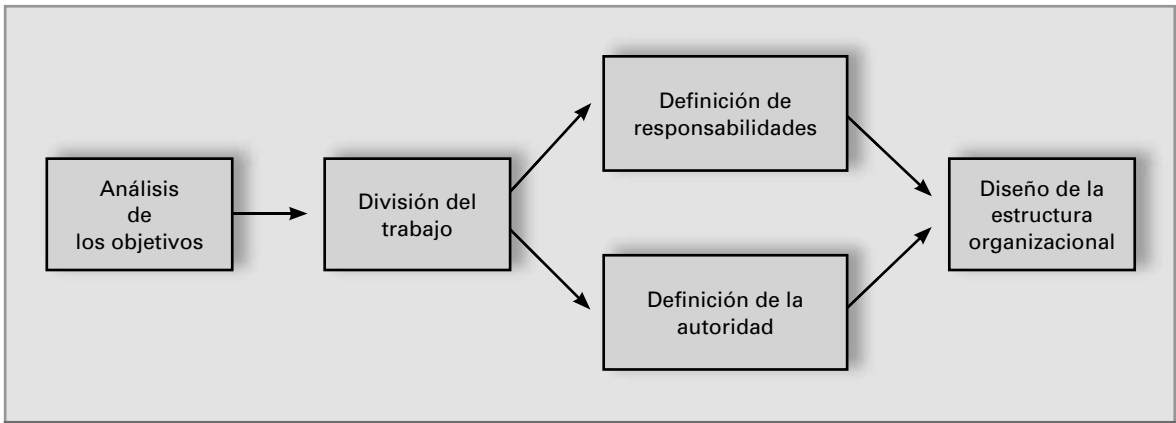 Análisis
de
los objetivos
División del
trabajo
Definición de
responsabilidades
Definición de la
autoridad
Diseño de la
estructura
organizacional